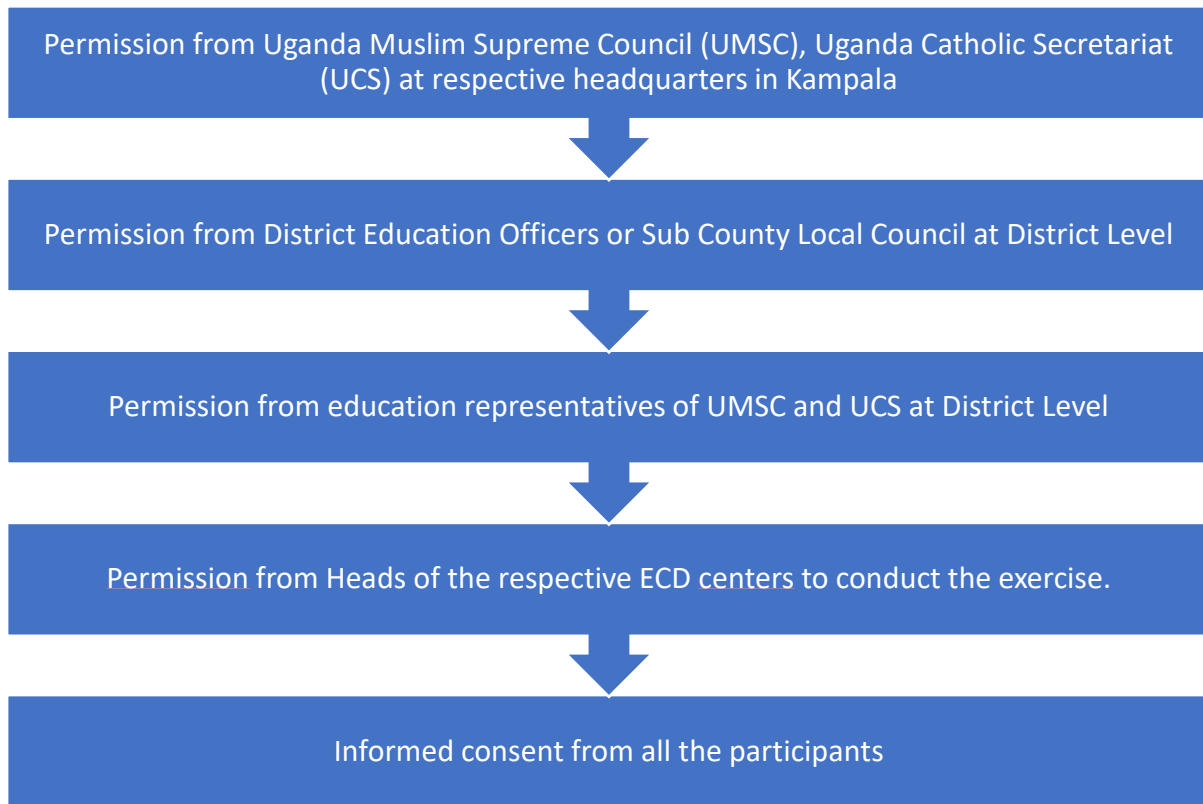 Permission from Uganda Muslim Supreme Council (UMSC), Uganda Catholic Secretariat
(UCS) at respective headquarters in Kampala
Permission from District Education Officers or Sub County Local Council at District Level
Permission from education representatives of UMSC and UCS at District Level
Permission from Heads of the respective ECD centers to conduct the exercise.
Informed consent from all the participants